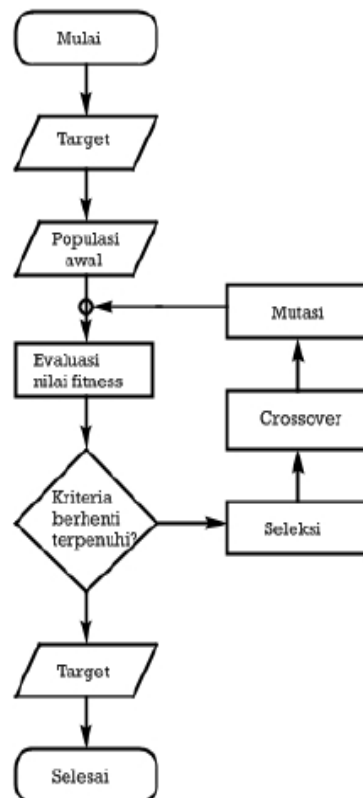 Mulai
Target
Populasi
awal
Mutasi
Evaluasi
nilai fitness
Crossover
Kriteria
berhenti
terpenuhi?
Seleksi
Target
Selesai